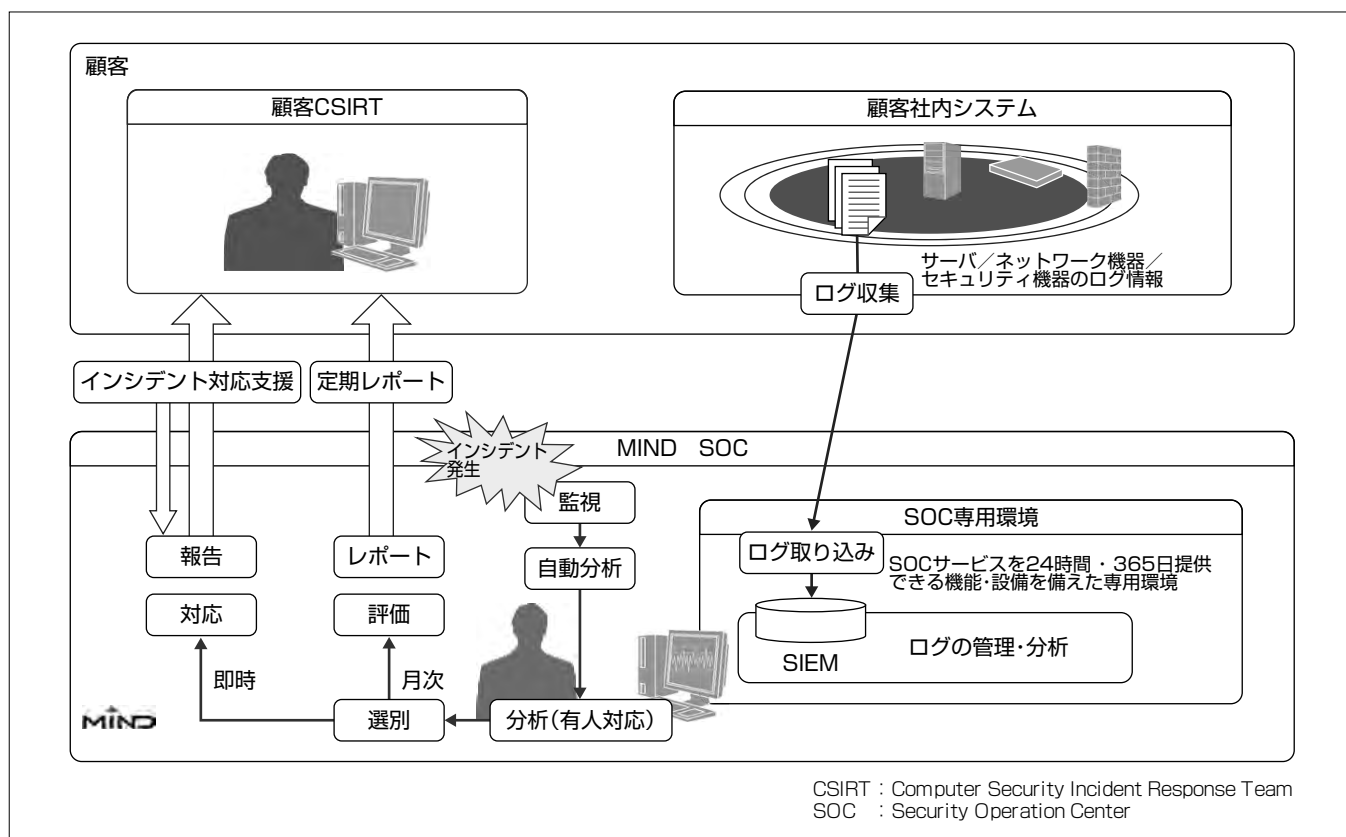 顧客
顧客CSIRT
顧客社内システム
サーバ／ネットワーク機器／
セキュリティ機器のログ情報
ログ収集
インシデント対応支援
定期レポート
インシデント
発生
MIND SOC
監視
SOC専用環境
報告
レポート
自動分析
ログ取り込み
SOCサービスを24時間・365日提供
できる機能・設備を備えた専用環境
対応
評価
SIEM
ログの管理・分析
即時
月次
MIND
選別
分析(有人対応)
CSIRT : Computer Security Incident Response Team
SOC : Security Operation Center